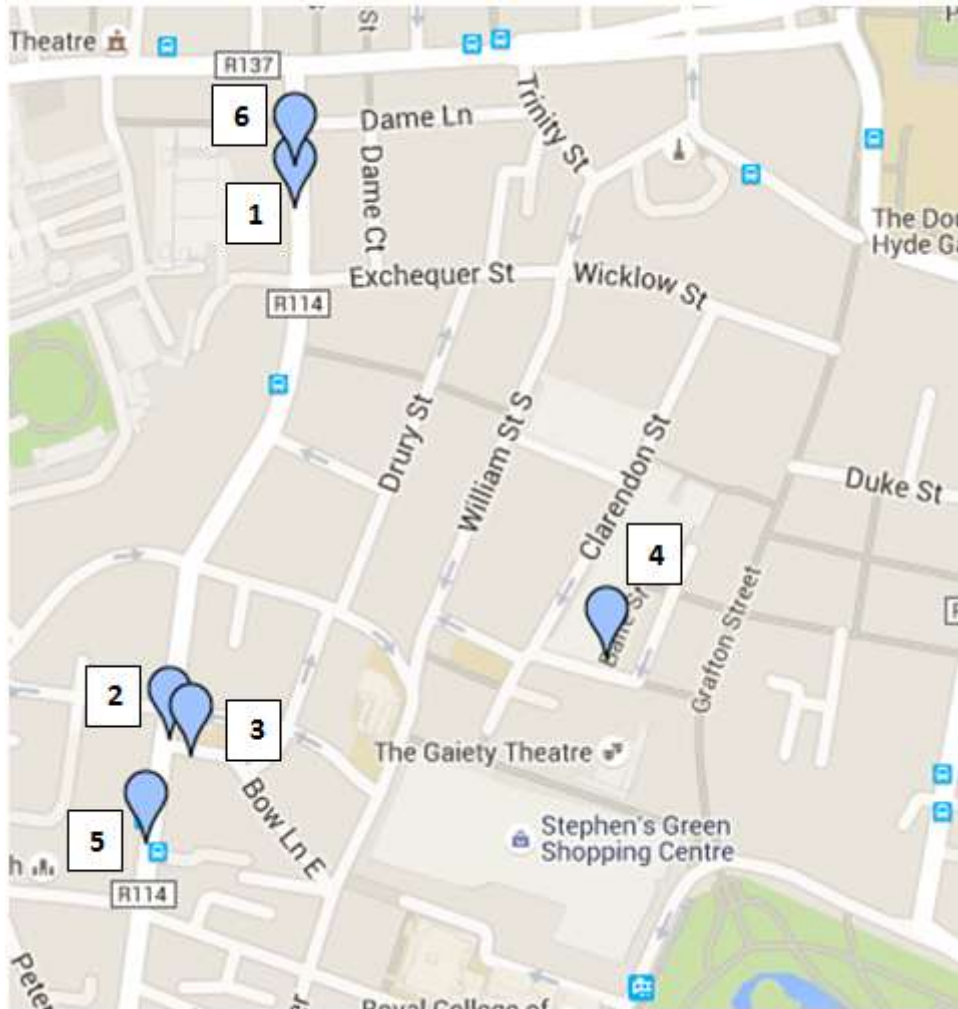 Theatre
St
R137
6
Dame Ln
Trinity St
1
Dame Ct
The Dou
Hyde Ga
Exchequer St
Wicklow St
R114
Drury St
William St S
Clarendon St
Duke St
4
Grafton Street
2
3
The Gaiety Theatre
Bow Ln E
5
Stephen's Green
Shopping Centre
h
R114
Peter
Royal College of